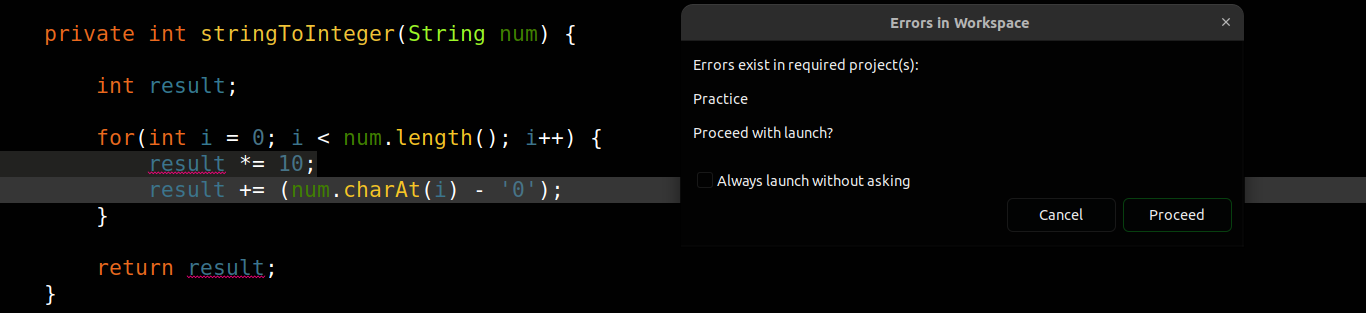 private int stringToInteger(String num) {
int result;
for(int i = 0; i < num.length(); i++) {
result *= 10;
result += (num.charAt(i) - '0');
}
return result;
}
Errors in Workspace
×
Errors exist in required project(s):
Practice
Proceed with launch?
Always launch without asking
Cancel
Proceed